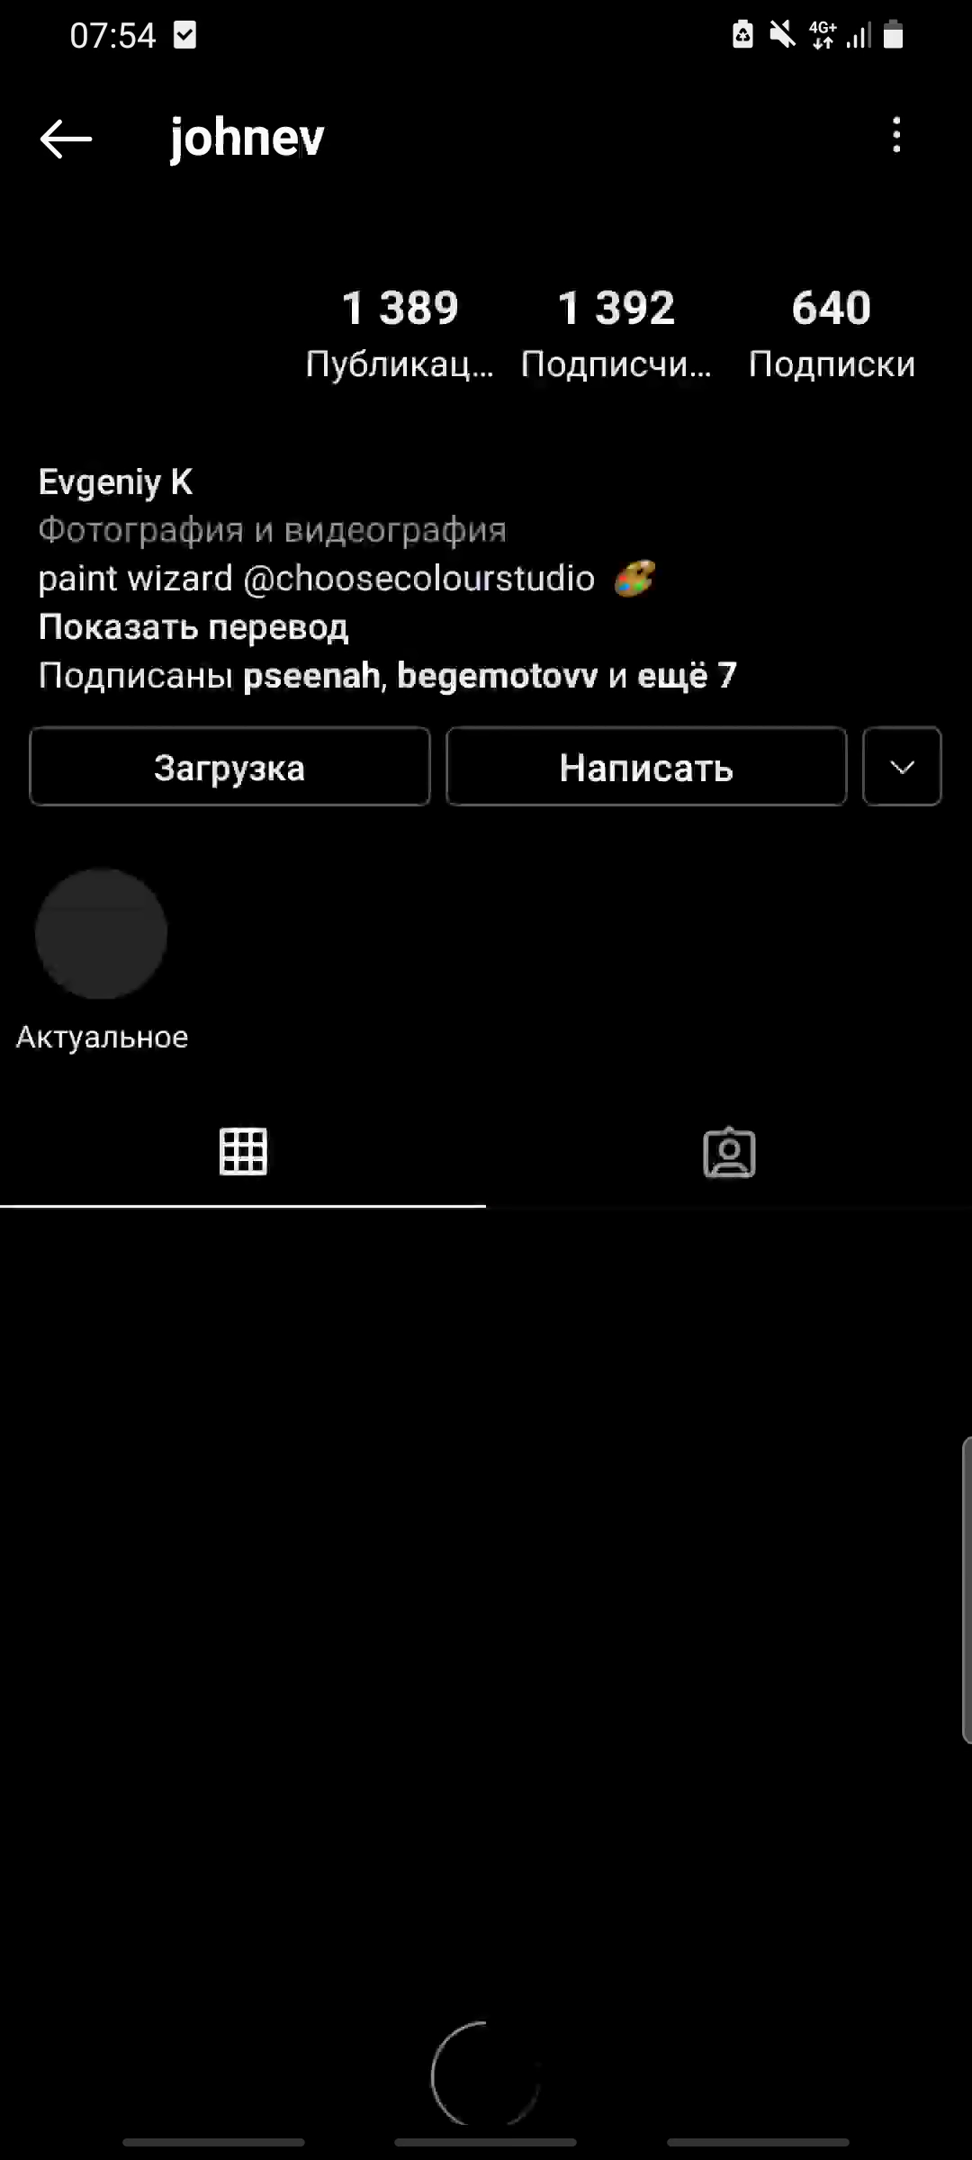 07:54
4G+
johnev
1 389 1 392 640
Публикац... Подписчи... Подписки
Evgeniy K
Фотография и видеография
paint wizard @choosecolourstudio 🎨
Показать перевод
Подписаны pseenah, begemotovv и ещё 7
Загрузка Написать
Актуальное